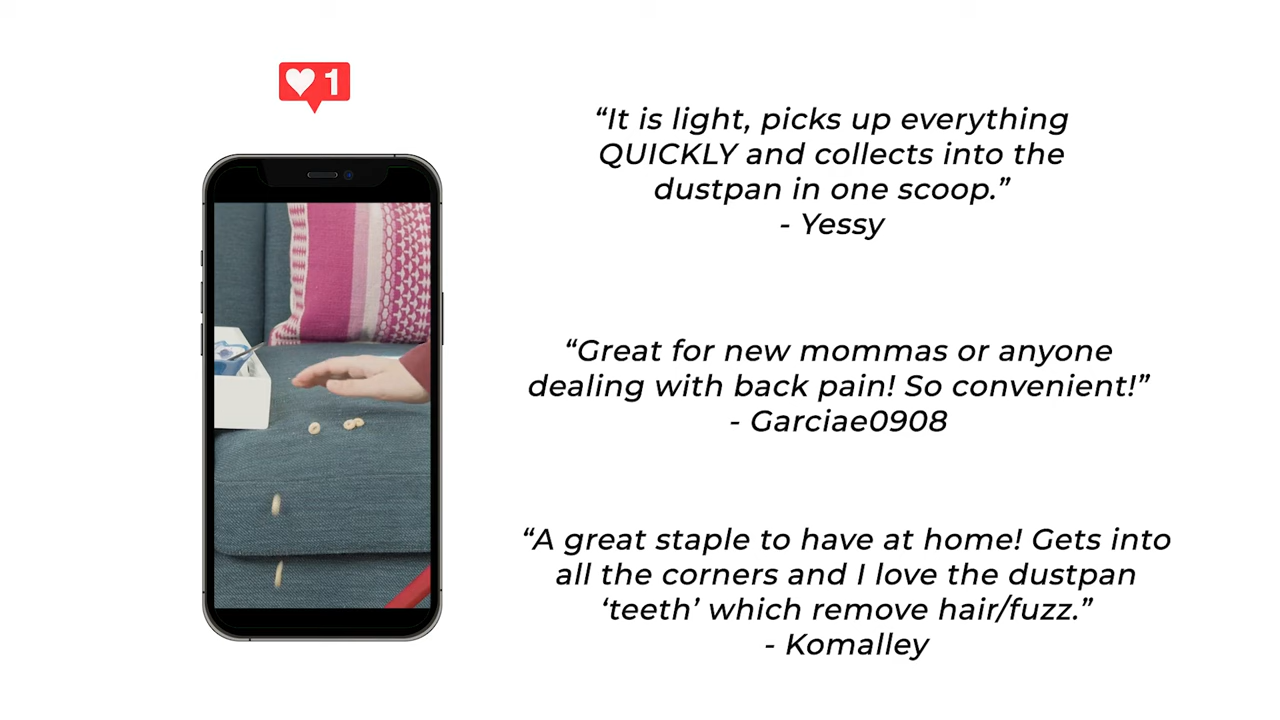 1
“It is light, picks up everything
QUICKLY and collects into the
dustpan in one scoop.”
- Yessy
“Great for new mommas or anyone
dealing with back pain! So convenient!”
- Garciae0908
“A great staple to have at home! Gets into
all the corners and I love the dustpan
‘teeth’ which remove hair/fuzz.”
- Komalley